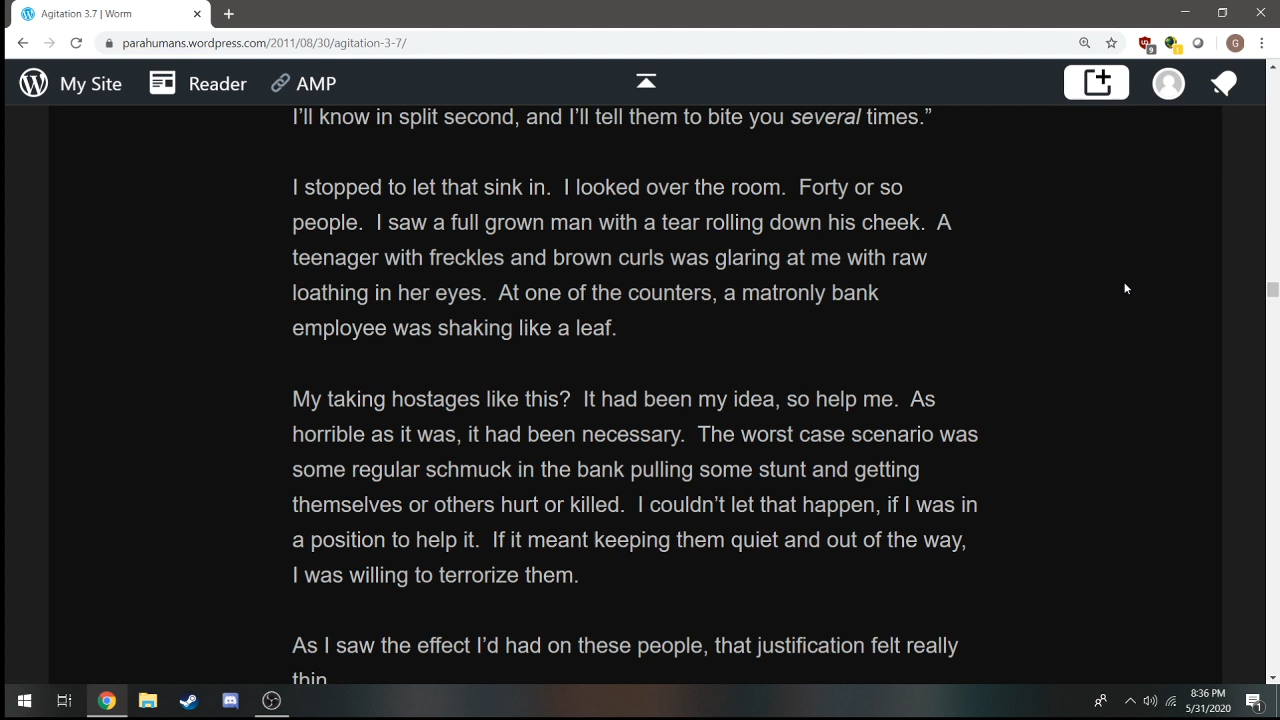 Agitation 3.7 | Worm
parahumans.wordpress.com/2011/08/30/agitation-3-7/
9
G
My Site
Reader
AMP
I’ll know in split second, and I’ll tell them to bite you several times.”
I stopped to let that sink in.  I looked over the room.  Forty or so
people.  I saw a full grown man with a tear rolling down his cheek.  A
teenager with freckles and brown curls was glaring at me with raw
loathing in her eyes.  At one of the counters, a matronly bank
employee was shaking like a leaf.
My taking hostages like this?  It had been my idea, so help me.  As
horrible as it was, it had been necessary.  The worst case scenario was
some regular schmuck in the bank pulling some stunt and getting
themselves or others hurt or killed.  I couldn’t let that happen, if I was in
a position to help it.  If it meant keeping them quiet and out of the way,
I was willing to terrorize them.
As I saw the effect I’d had on these people, that justification felt really
thin.
8:36 PM
5/31/2020
1